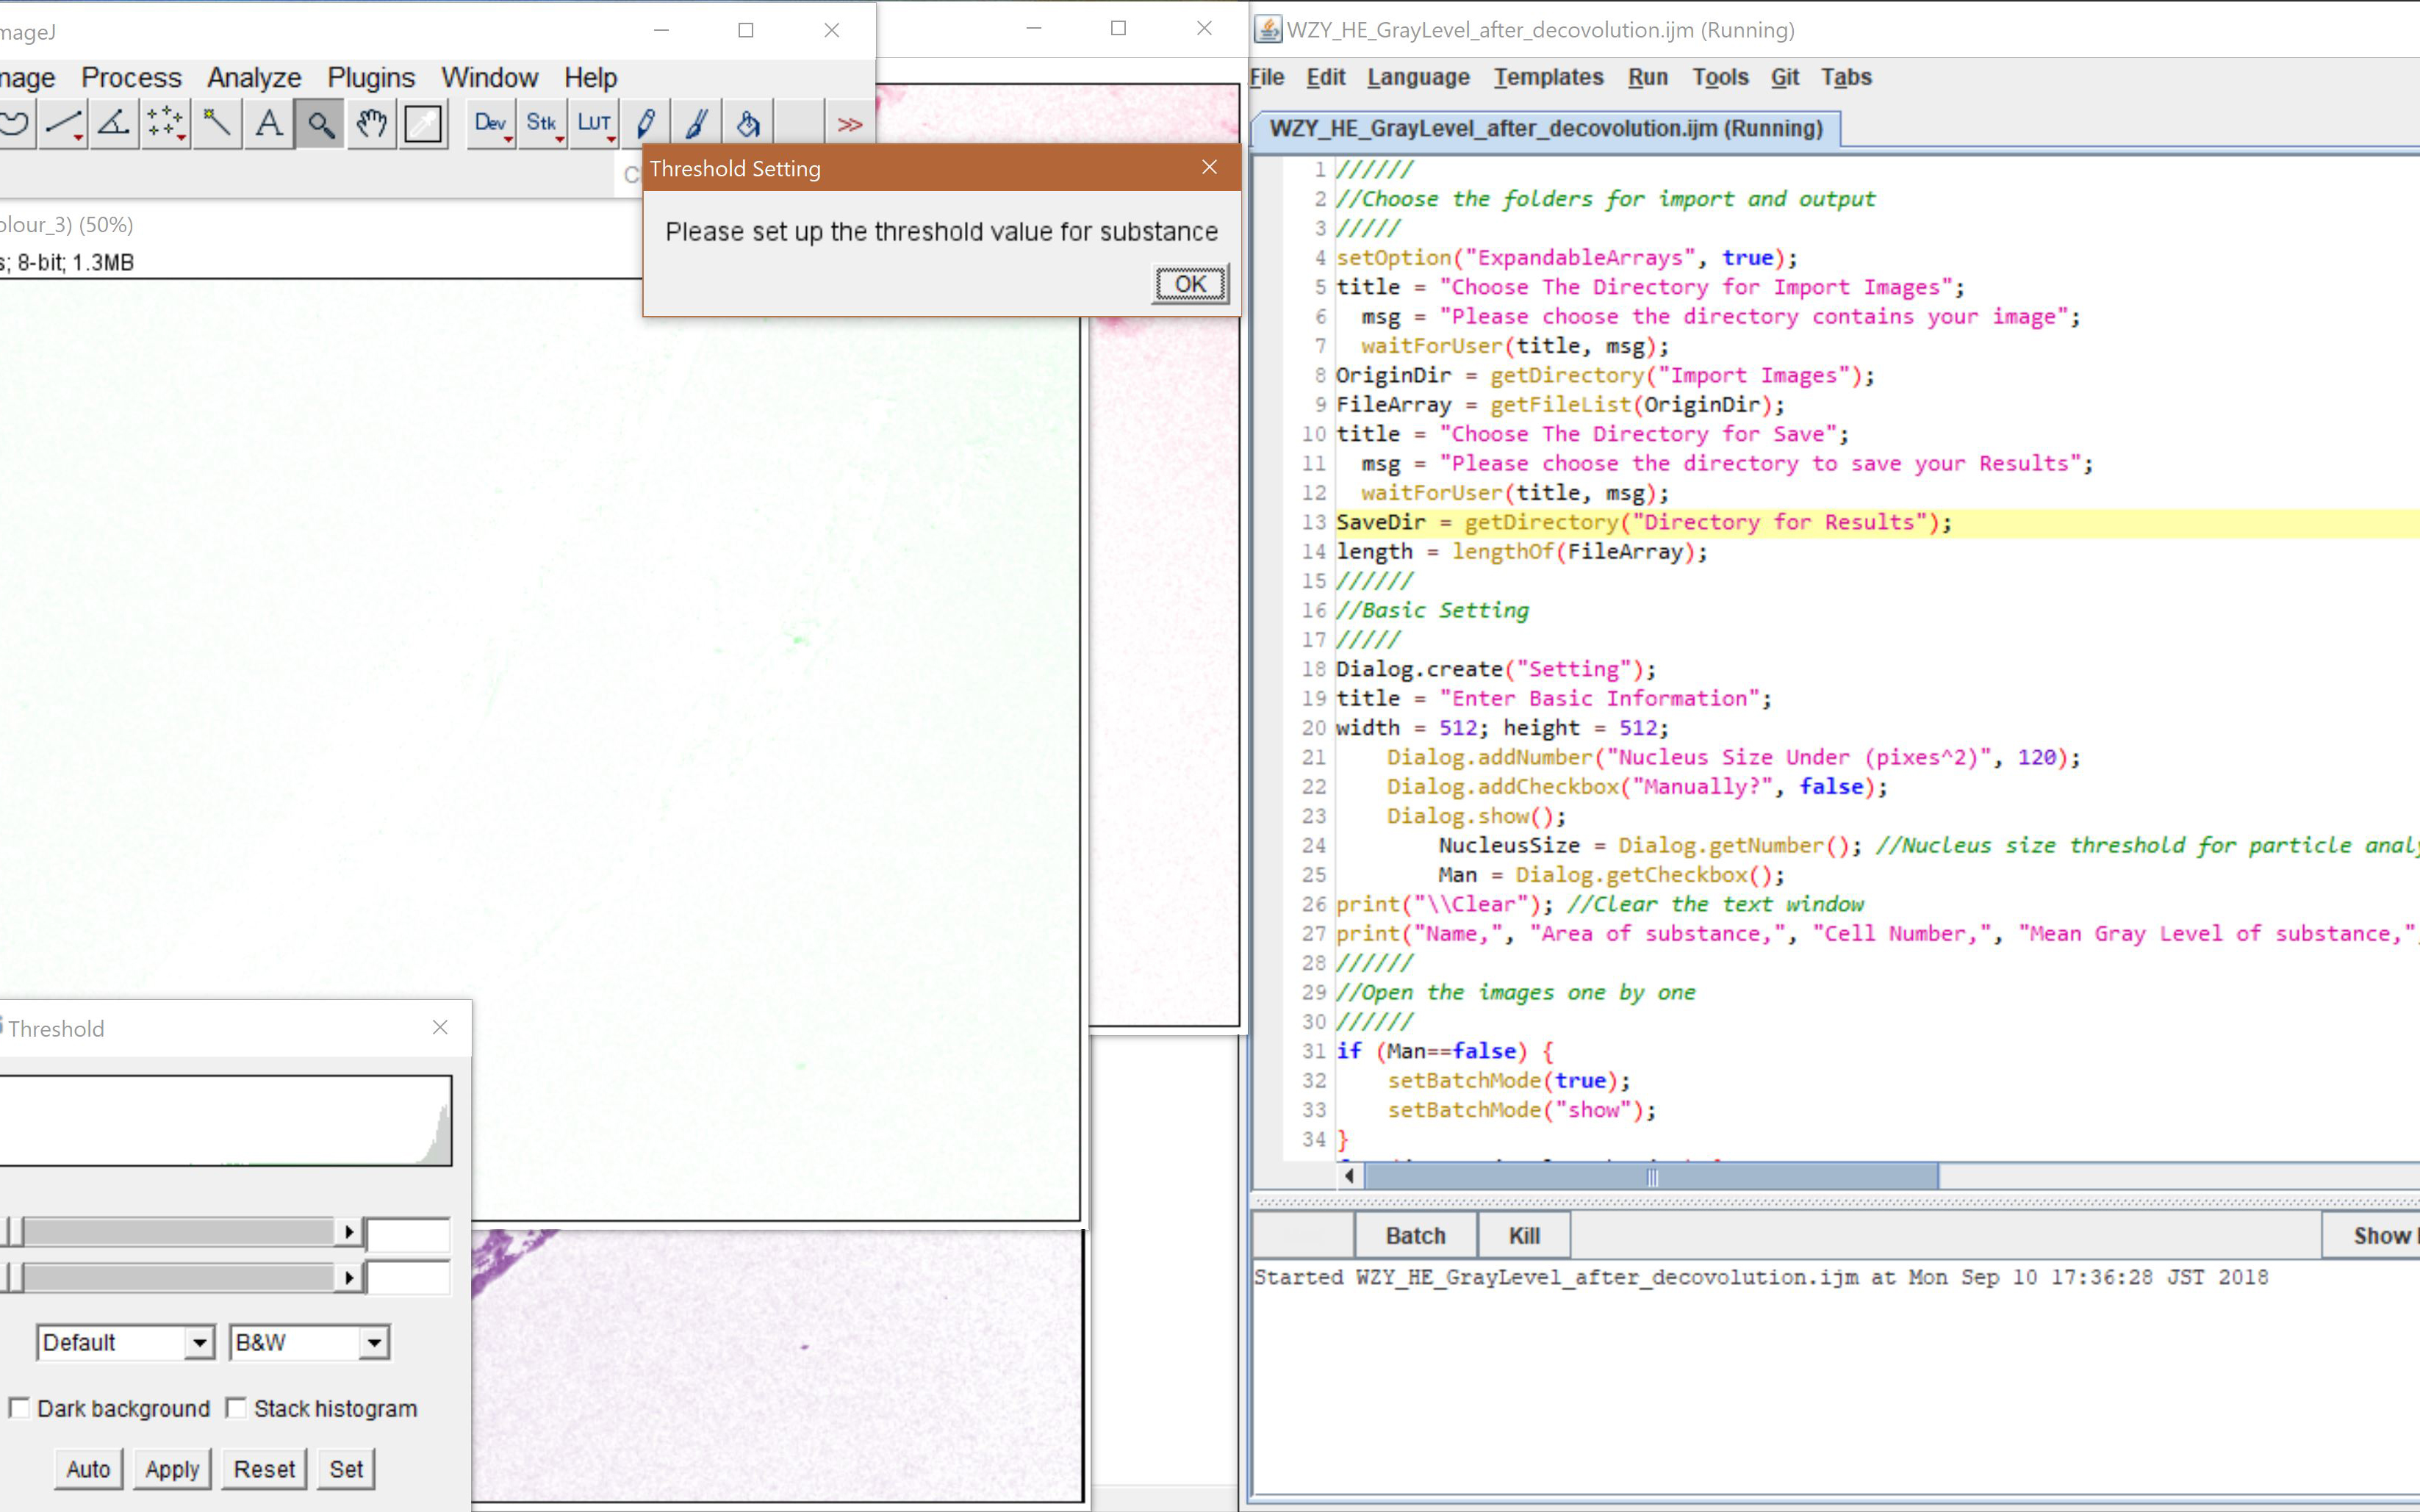 mageJ
mage Process Analyze Plugins Window Help
A Dev Stk LUT >>
Threshold Setting
Please set up the threshold value for substance
OK
olour_3) (50%)
s; 8-bit; 1.3MB
Threshold
Default B&W
Dark background Stack histogram
Auto Apply Reset Set
WZY_HE_GrayLevel_after_decovolution.ijm (Running)
File Edit Language Templates Run Tools Git Tabs
WZY_HE_GrayLevel_after_decovolution.ijm (Running)
1 //////
2 //Choose the folders for import and output
3 /////
4 setOption("ExpandableArrays", true);
5 title = "Choose The Directory for Import Images";
6 msg = "Please choose the directory contains your image";
7 waitForUser(title, msg);
8 OriginDir = getDirectory("Import Images");
9 FileArray = getFileList(OriginDir);
10 title = "Choose The Directory for Save";
11 msg = "Please choose the directory to save your Results";
12 waitForUser(title, msg);
13 SaveDir = getDirectory("Directory for Results");
14 length = lengthOf(FileArray);
15 //////
16 //Basic Setting
17 /////
18 Dialog.create("Setting");
19 title = "Enter Basic Information";
20 width = 512; height = 512;
21 Dialog.addNumber("Nucleus Size Under (pixes^2)", 120);
22 Dialog.addCheckbox("Manually?", false);
23 Dialog.show();
24 NucleusSize = Dialog.getNumber(); //Nucleus size threshold for particle analy
25 Man = Dialog.getCheckbox();
26 print("\\Clear"); //Clear the text window
27 print("Name,", "Area of substance,", "Cell Number,", "Mean Gray Level of substance,",
28 //////
29 //Open the images one by one
30 //////
31 if (Man==false) {
32 setBatchMode(true);
33 setBatchMode("show");
34 }
Batch Kill Show
Started WZY_HE_GrayLevel_after_decovolution.ijm at Mon Sep 10 17:36:28 JST 2018